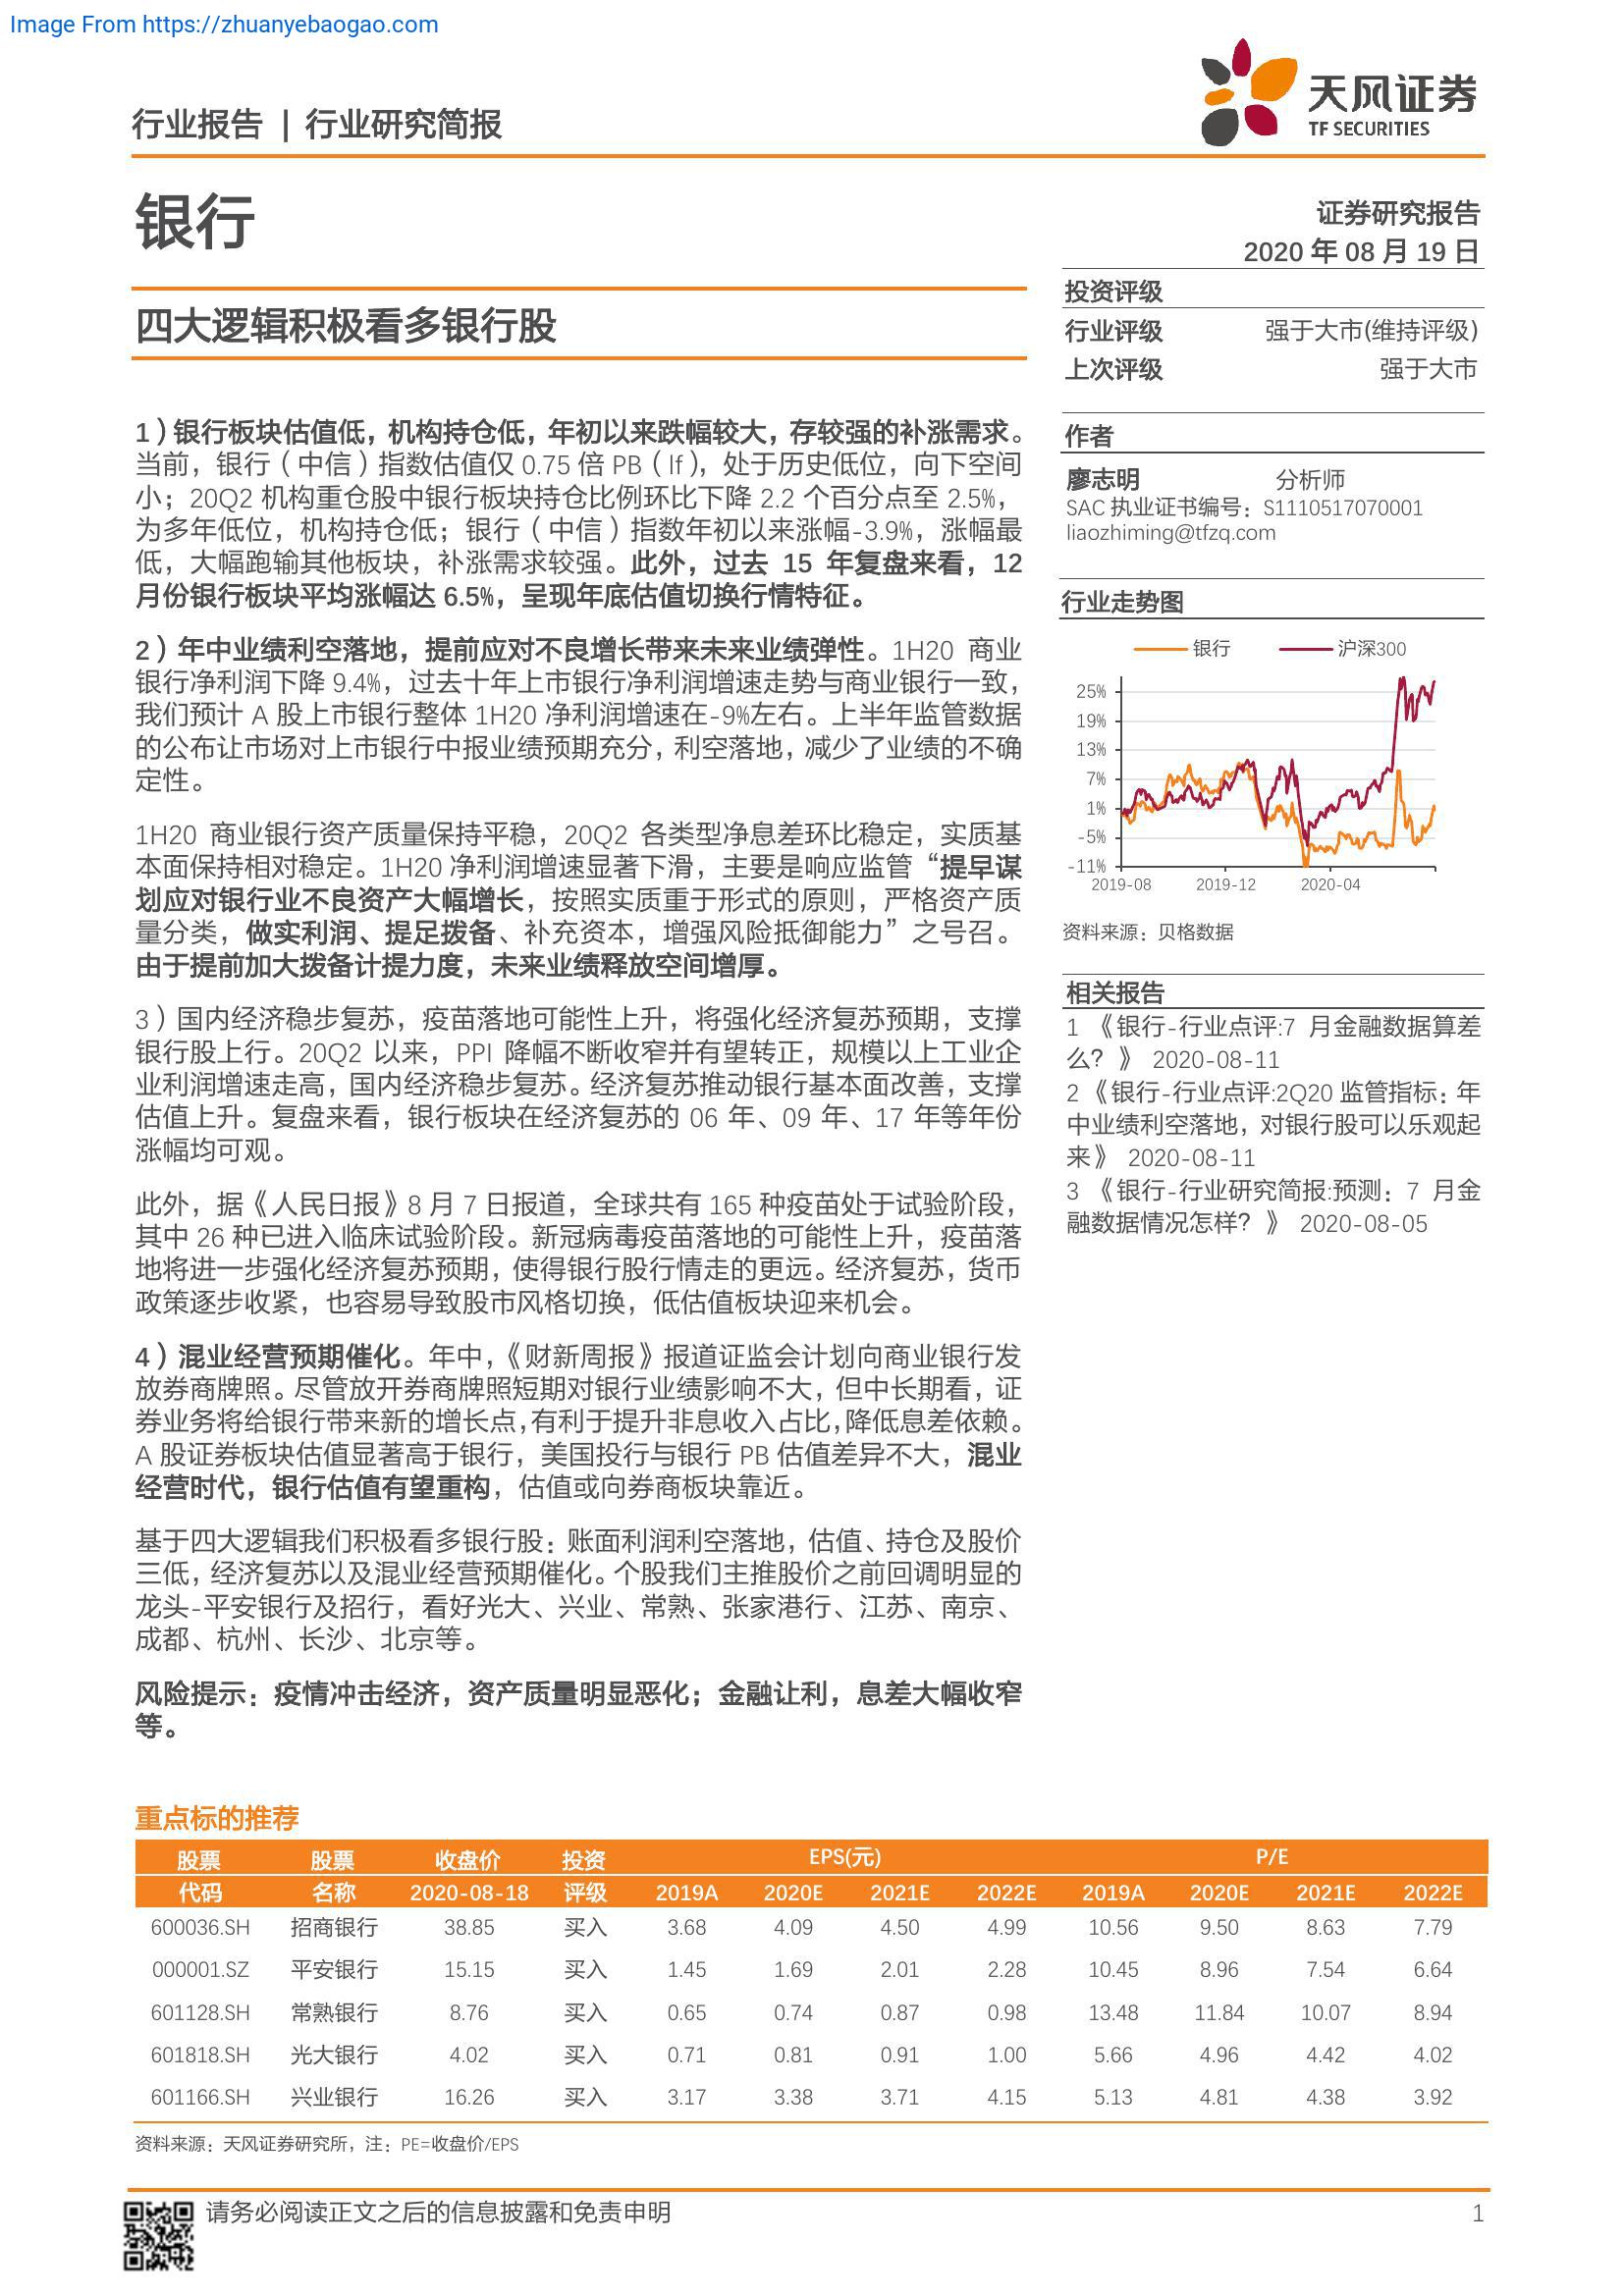 Image From https://zhuanyebaogao.com
行业报告 | 行业研究简报
天风证券
TF SECURITIES
银行
四大逻辑积极看多银行股
1）银行板块估值低，机构持仓低，年初以来跌幅较大，存较强的补涨需求。
当前，银行（中信）指数估值仅 0.75 倍 PB（lf），处于历史低位，向下空间
小；20Q2 机构重仓股中银行板块持仓比例环比下降 2.2 个百分点至 2.5%，
为多年低位，机构持仓低；银行（中信）指数年初以来涨幅-3.9%，涨幅最
低，大幅跑输其他板块，补涨需求较强。此外，过去 15 年复盘来看，12
月份银行板块平均涨幅达 6.5%，呈现年底估值切换行情特征。
2）年中业绩利空落地，提前应对不良增长带来未来业绩弹性。1H20 商业
银行净利润下降 9.4%，过去十年上市银行净利润增速走势与商业银行一致，
我们预计 A 股上市银行整体 1H20 净利润增速在-9%左右。上半年监管数据
的公布让市场对上市银行中报业绩预期充分，利空落地，减少了业绩的不确
定性。
1H20 商业银行资产质量保持平稳，20Q2 各类型净息差环比稳定，实质基
本面保持相对稳定。1H20 净利润增速显著下滑，主要是响应监管“提早谋
划应对银行业不良资产大幅增长，按照实质重于形式的原则，严格资产质
量分类，做实利润、提足拨备、补充资本，增强风险抵御能力”之号召。
由于提前加大拨备计提力度，未来业绩释放空间增厚。
3）国内经济稳步复苏，疫苗落地可能性上升，将强化经济复苏预期，支撑
银行股上行。20Q2 以来，PPI 降幅不断收窄并有望转正，规模以上工业企
业利润增速走高，国内经济稳步复苏。经济复苏推动银行基本面改善，支撑
估值上升。复盘来看，银行板块在经济复苏的 06 年、09 年、17 年等年份
涨幅均可观。
此外，据《人民日报》8 月 7 日报道，全球共有 165 种疫苗处于试验阶段，
其中 26 种已进入临床试验阶段。新冠病毒疫苗落地的可能性上升，疫苗落
地将进一步强化经济复苏预期，使得银行股行情走的更远。经济复苏，货币
政策逐步收紧，也容易导致股市风格切换，低估值板块迎来机会。
4）混业经营预期催化。年中，《财新周报》报道证监会计划向商业银行发
放券商牌照。尽管放开券商牌照短期对银行业绩影响不大，但中长期看，证
券业务将给银行带来新的增长点，有利于提升非息收入占比，降低息差依赖。
A 股证券板块估值显著高于银行，美国投行与银行 PB 估值差异不大，混业
经营时代，银行估值有望重构，估值或向券商板块靠近。
基于四大逻辑我们积极看多银行股：账面利润利空落地，估值、持仓及股价
三低，经济复苏以及混业经营预期催化。个股我们主推股价之前回调明显的
龙头-平安银行及招行，看好光大、兴业、常熟、张家港行、江苏、南京、
成都、杭州、长沙、北京等。
风险提示：疫情冲击经济，资产质量明显恶化；金融让利，息差大幅收窄
等。
证券研究报告
2020 年 08 月 19 日
投资评级
行业评级 强于大市(维持评级)
上次评级 强于大市
作者
廖志明 分析师
SAC 执业证书编号：S1110517070001
liaozhiming@tfzq.com
行业走势图
银行 沪深300
25%
19%
13%
7%
1%
-5%
-11%
2019-08 2019-12 2020-04
资料来源：贝格数据
相关报告
1 《银行-行业点评:7 月金融数据算差
么？》 2020-08-11
2 《银行-行业点评:2Q20 监管指标：年
中业绩利空落地，对银行股可以乐观起
来》 2020-08-11
3 《银行-行业研究简报:预测：7 月金
融数据情况怎样？》 2020-08-05
重点标的推荐
股票 股票 收盘价 投资 EPS(元) P/E
代码 名称 2020-08-18 评级 2019A 2020E 2021E 2022E 2019A 2020E 2021E 2022E
600036.SH 招商银行 38.85 买入 3.68 4.09 4.50 4.99 10.56 9.50 8.63 7.79
000001.SZ 平安银行 15.15 买入 1.45 1.69 2.01 2.28 10.45 8.96 7.54 6.64
601128.SH 常熟银行 8.76 买入 0.65 0.74 0.87 0.98 13.48 11.84 10.07 8.94
601818.SH 光大银行 4.02 买入 0.71 0.81 0.91 1.00 5.66 4.96 4.42 4.02
601166.SH 兴业银行 16.26 买入 3.17 3.38 3.71 4.15 5.13 4.81 4.38 3.92
资料来源：天风证券研究所，注：PE=收盘价/EPS
请务必阅读正文之后的信息披露和免责申明 1